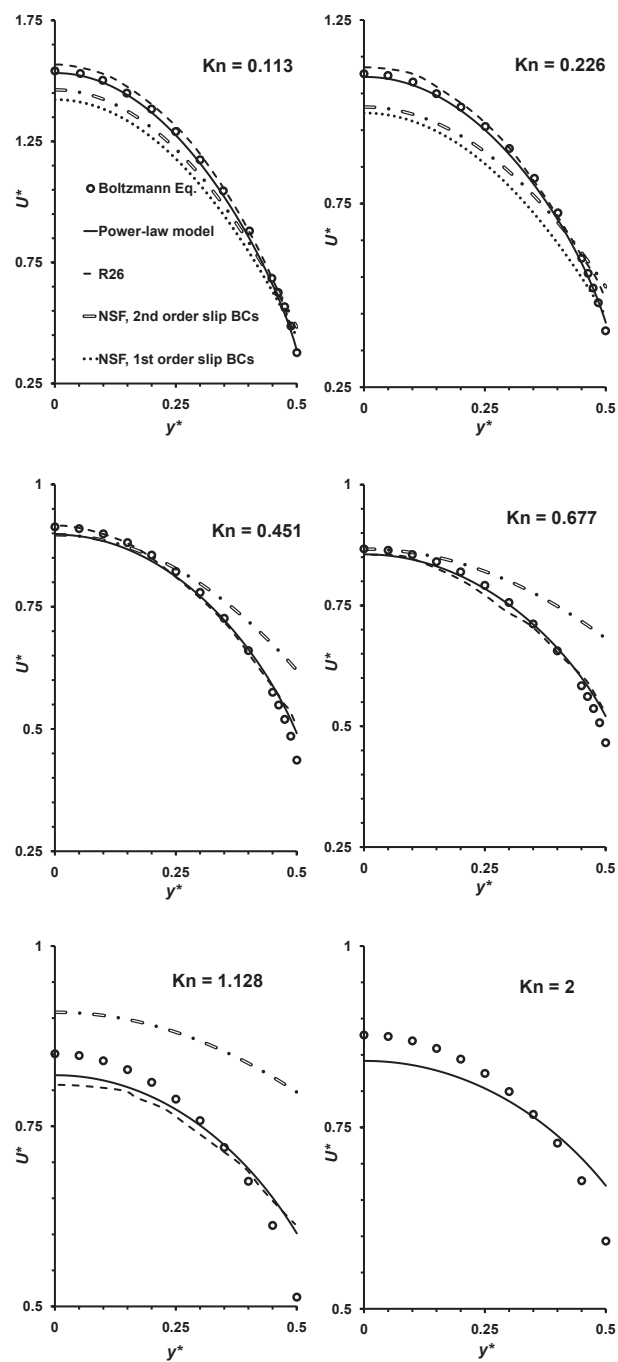 1.75
Kn = 0.113
1.25
U*
Boltzmann Eq.
Power-law model
R26
0.75
NSF, 2nd order slip BCs
NSF, 1st order slip BCs
0.25
0 0.25 0.5
y*
1.25
Kn = 0.226
0.75
U*
0.25
0 0.25 0.5
y*
1
Kn = 0.451
0.75
U*
0.5
0.25
0 0.25 0.5
y*
1
Kn = 0.677
0.75
U*
0.5
0.25
0 0.25 0.5
y*
1
Kn = 1.128
0.75
U*
0.5
0 0.25 0.5
y*
1
Kn = 2
0.75
U*
0.5
0 0.25 0.5
y*